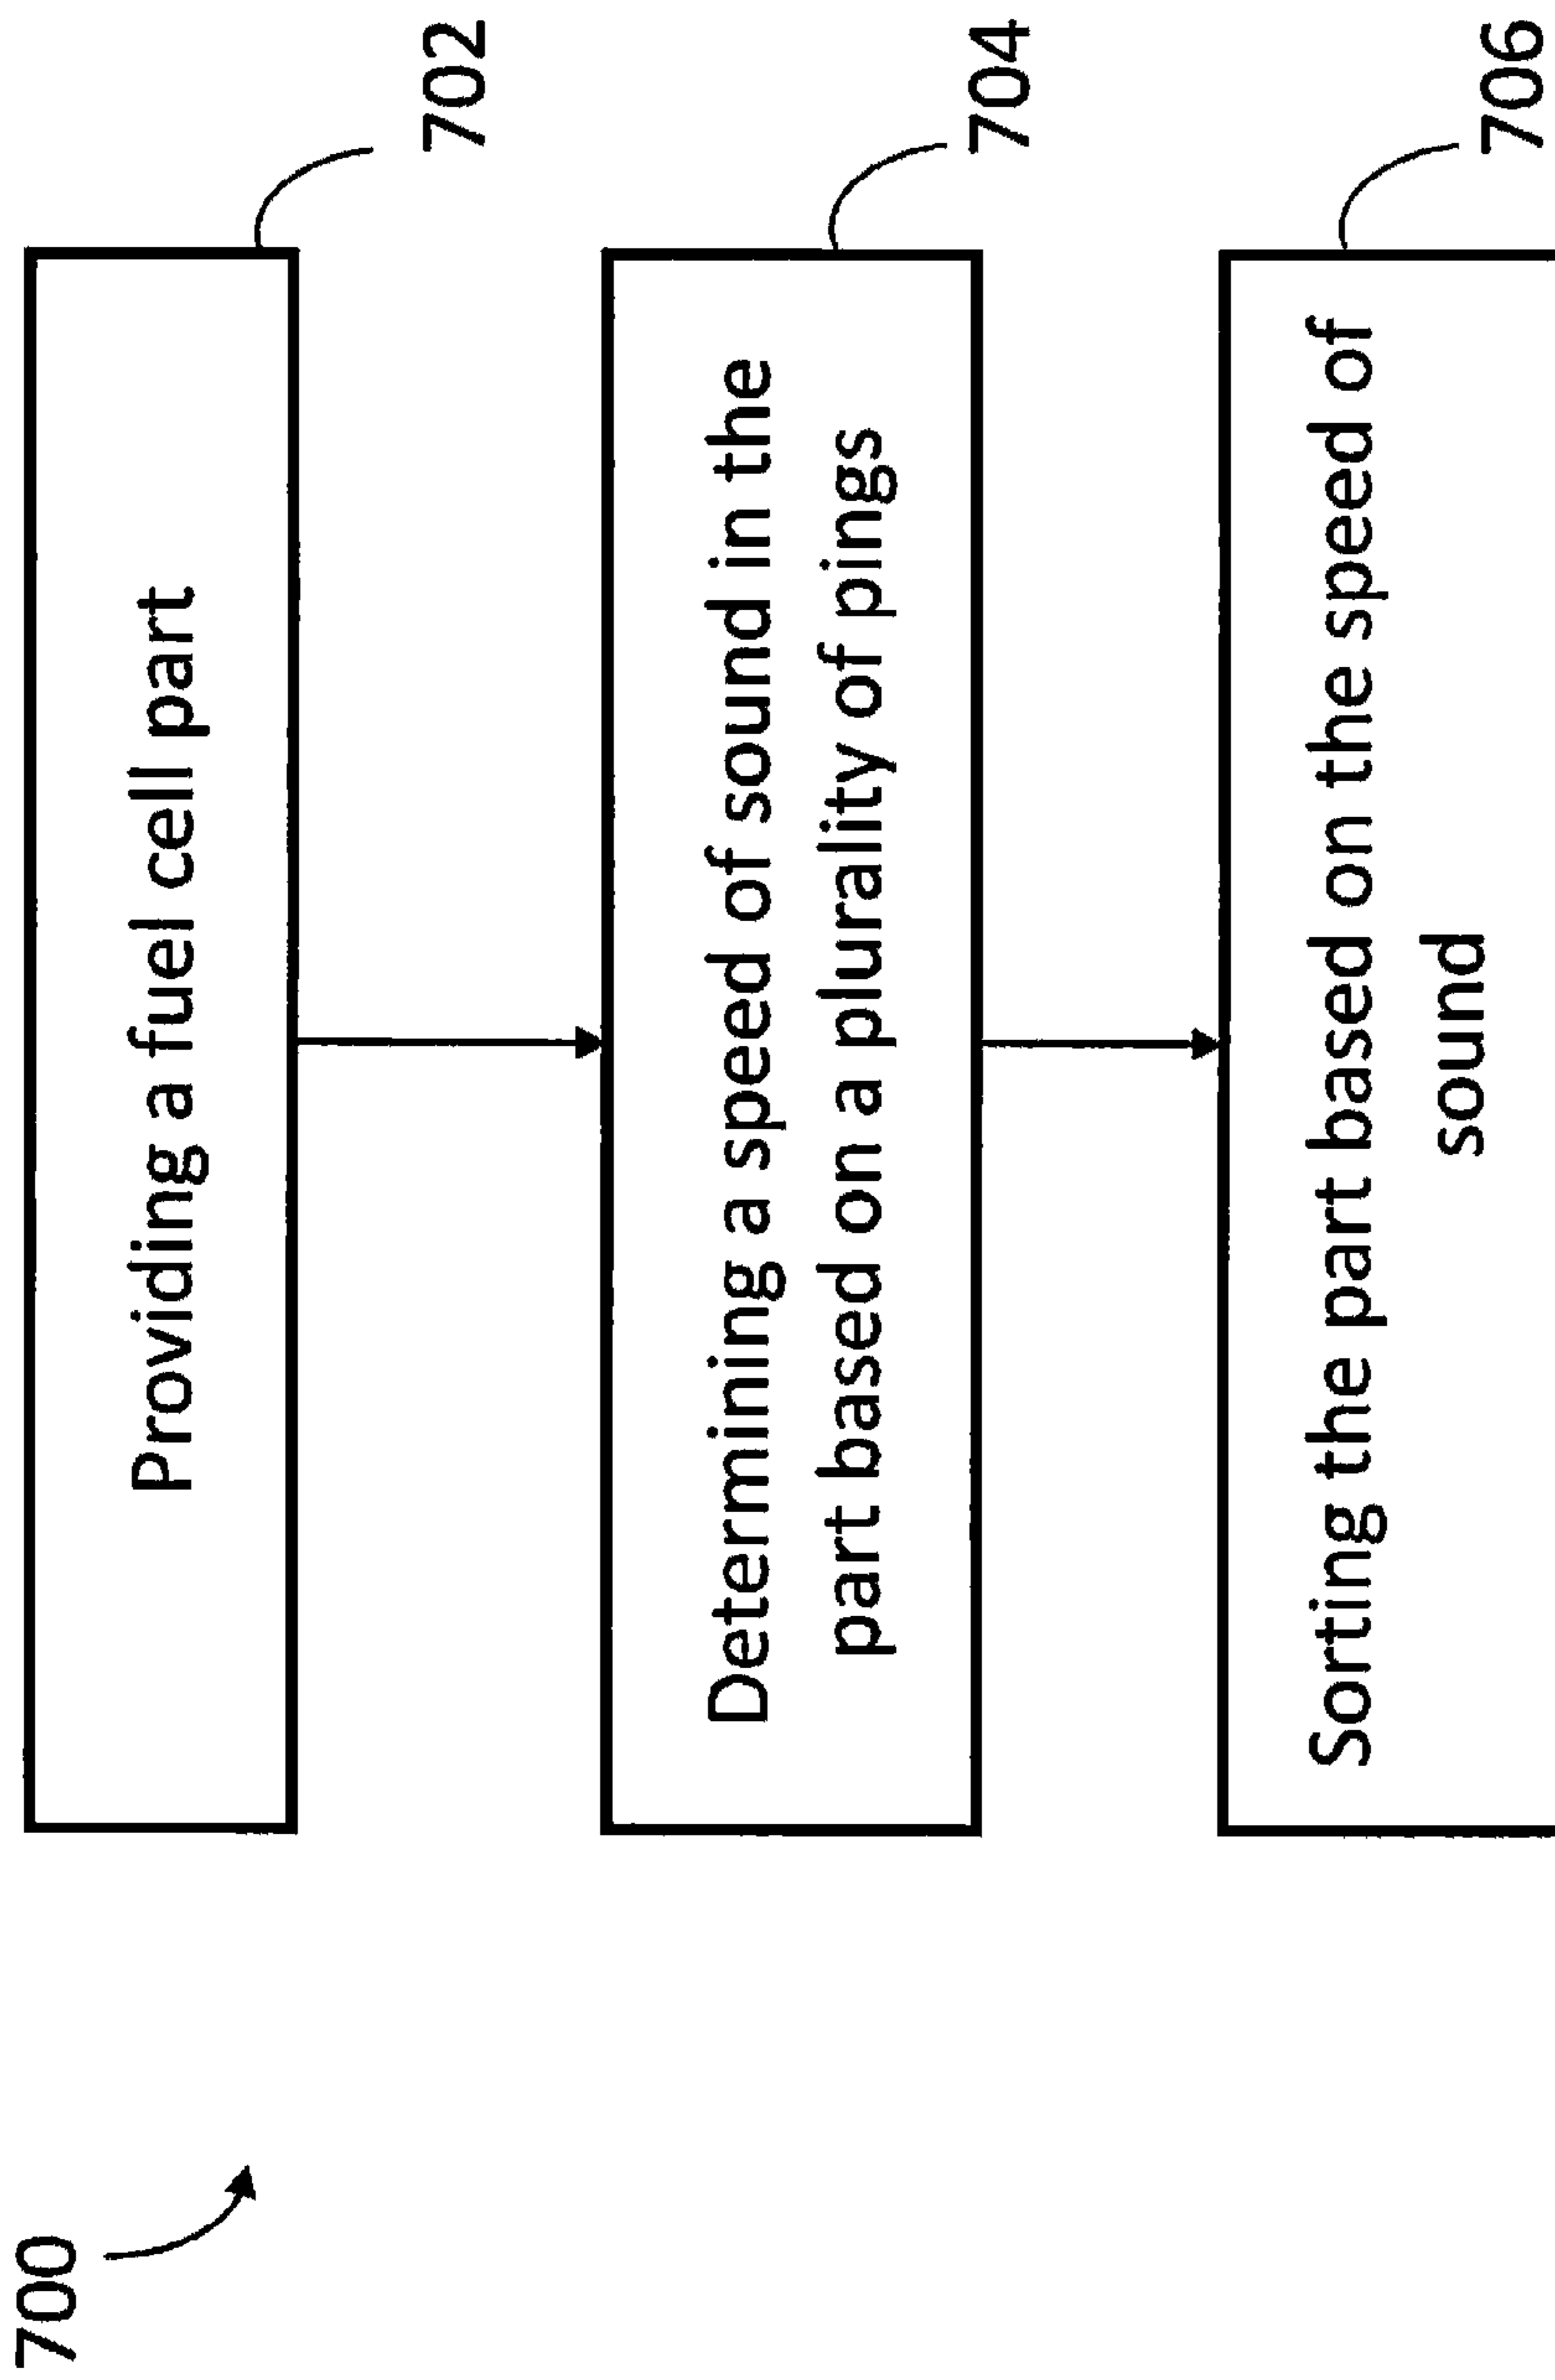 700
Providing a fuel cell part
702
Determining a speed of sound in the
part based on a plurality of pings
704
Sorting the part based on the speed of
sound
706